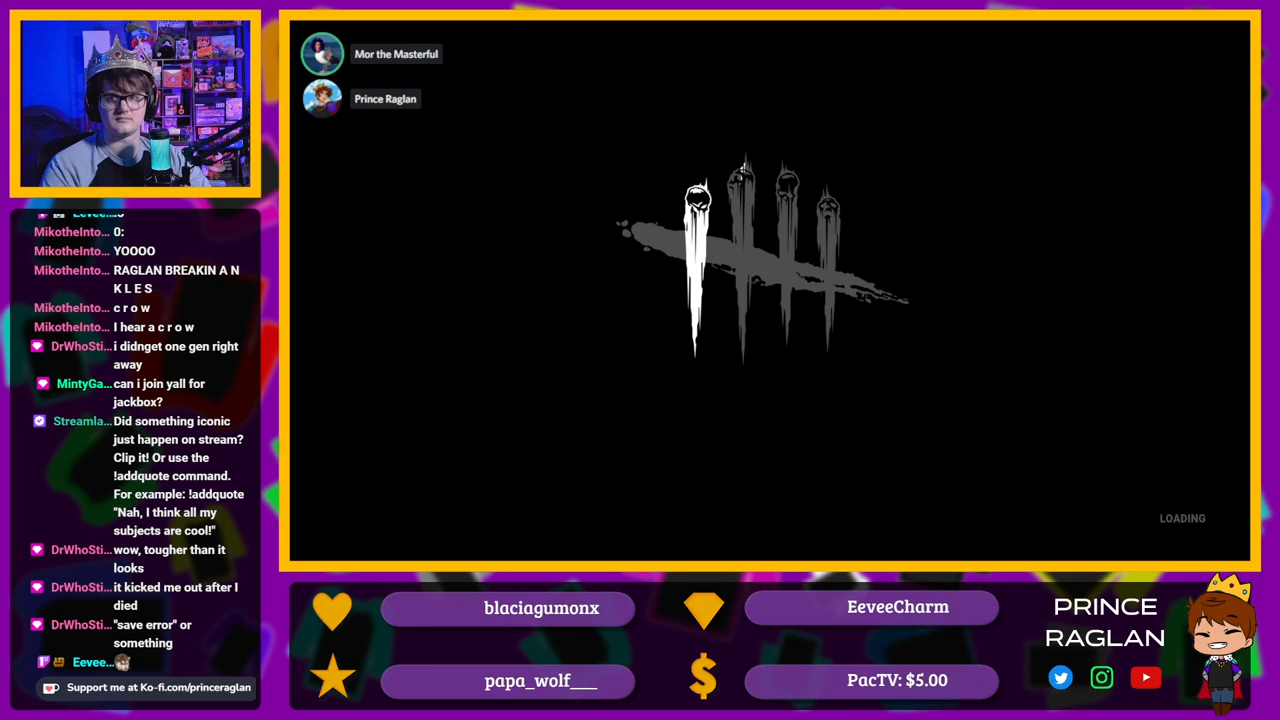 Mor the Masterful
Prince Raglan
Eevee...
MikotheInto... 0:
MikotheInto... YOOOO
MikotheInto... RAGLAN BREAKIN A N
K L E S
MikotheInto... c r o w
MikotheInto... I hear a c r o w
DrWhoSti... i didnget one gen right
away
MintyGa... can i join yall for
jackbox?
Streamla... Did something iconic
just happen on stream?
Clip it! Or use the
!addquote command.
For example: !addquote
"Nah, I think all my
subjects are cool!"
DrWhoSti... wow, tougher than it
looks
DrWhoSti... it kicked me out after I
died
DrWhoSti... "save error" or
something
Eevee...
Support me at Ko-fi.com/princeraglan
LOADING
blaciagumonx
EeveeCharm
papa_wolf___
PacTV: $5.00
PRINCE
RAGLAN